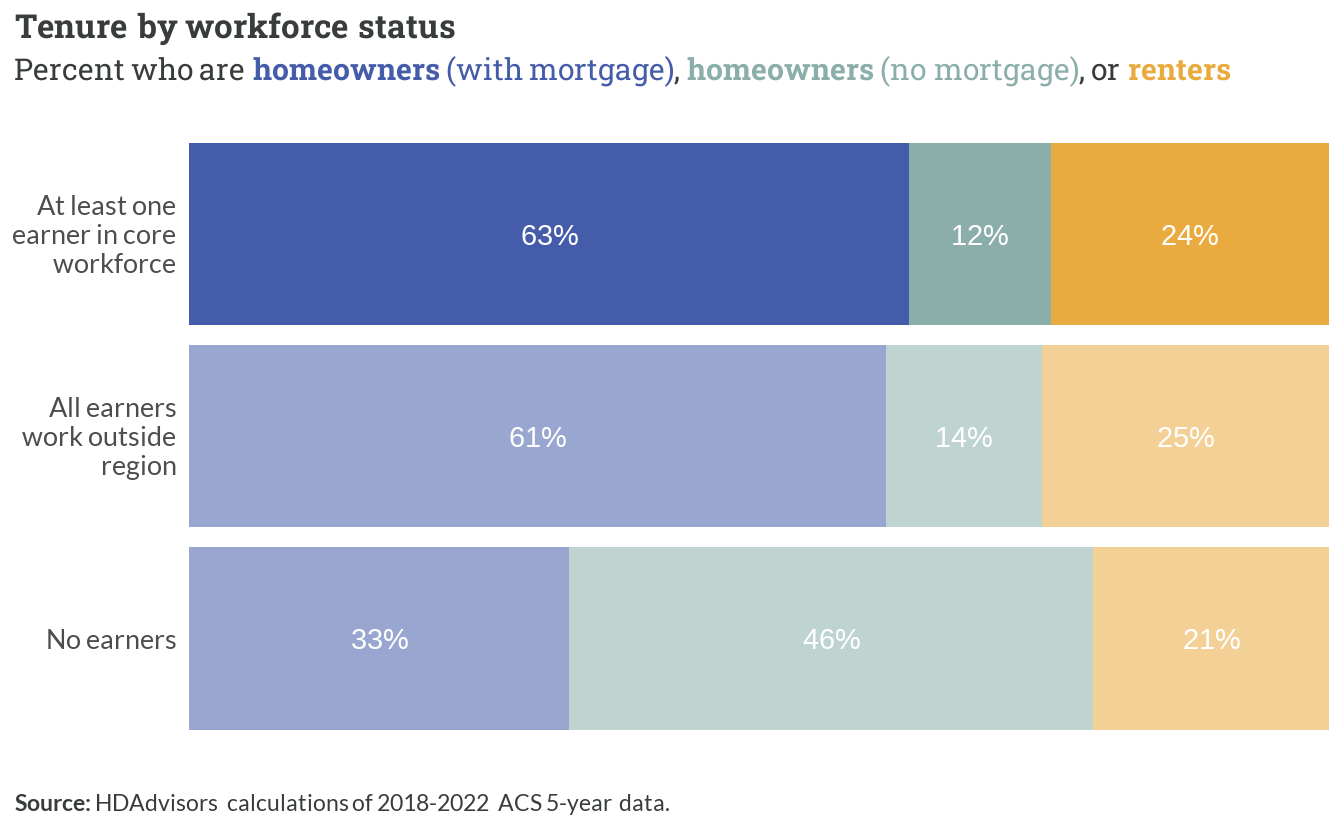 Tenure by workforce status
Percent who are homeowners (with mortgage), homeowners (no mortgage), or renters
At least one
earner in core
workforce
63%
12%
24%
All earners
work outside
region
61%
14%
25%
No earners
33%
46%
21%
Source: HDAdvisors calculations of 2018-2022 ACS 5-year data.